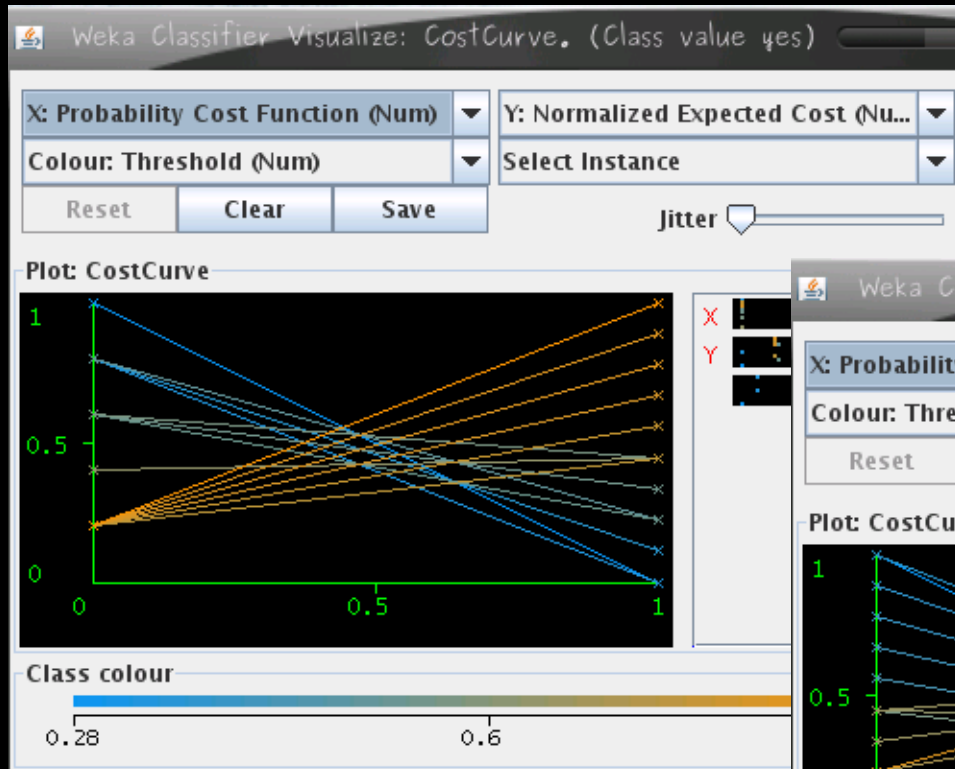 Weka Classifier Visualize: CostCurve. (Class value yes)
X: Probability Cost Function (Num)
Y: Normalized Expected Cost (Nu...
Colour: Threshold (Num)
Select Instance
Reset
Clear
Save
Jitter
Plot: CostCurve
1
0.5
0
0
0.5
1
X
Y
Class colour
0.28
0.6
Weka C
X: Probabilit
Colour: Thre
Reset
Plot: CostCu
1
0.5